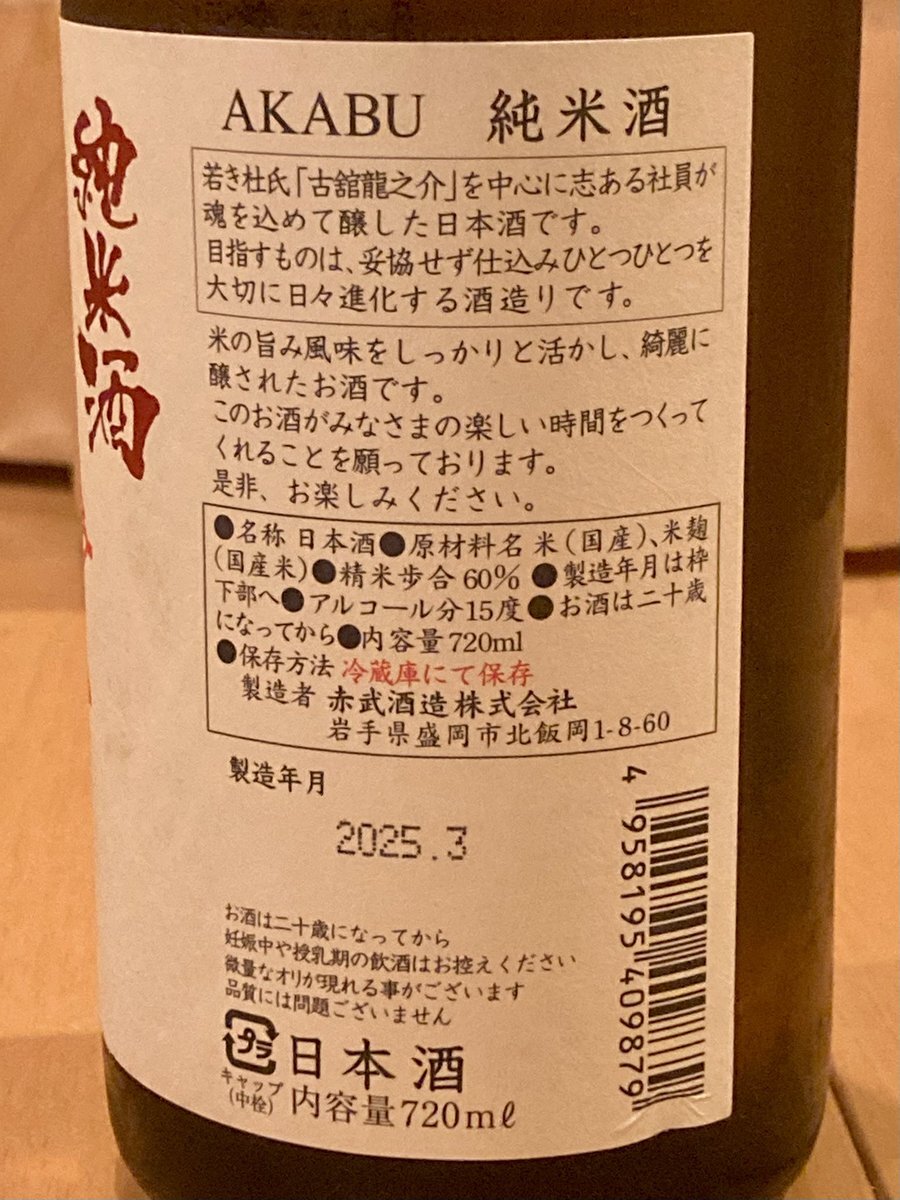 純米酒
AKABU 純米酒
若き杜氏「古舘龍之介」を中心に志ある社員が
魂を込めて醸した日本酒です。
目指すものは、妥協せず仕込みひとつひとつを
大切に日々進化する酒造りです。
米の旨み風味をしっかりと活かし、綺麗に
醸されたお酒です。
このお酒がみなさまの楽しい時間をつくって
くれることを願っております。
是非、お楽しみください。
●名称 日本酒●原材料名 米(国産)、米麹
(国産米)●精米歩合60% ●製造年月は枠
下部へ●アルコール分15度●お酒は二十歳
になってから●内容量720ml
●保存方法 冷蔵庫にて保存
製造者 赤武酒造株式会社
岩手県盛岡市北飯岡1-8-60
製造年月
2025.3
お酒は二十歳になってから
妊娠中や授乳期の飲酒はお控えください
微量なオリが現れる事がございます
品質には問題ございません
プラ
キャップ
(中栓)
日本酒
内容量720mℓ
4 958195 409879